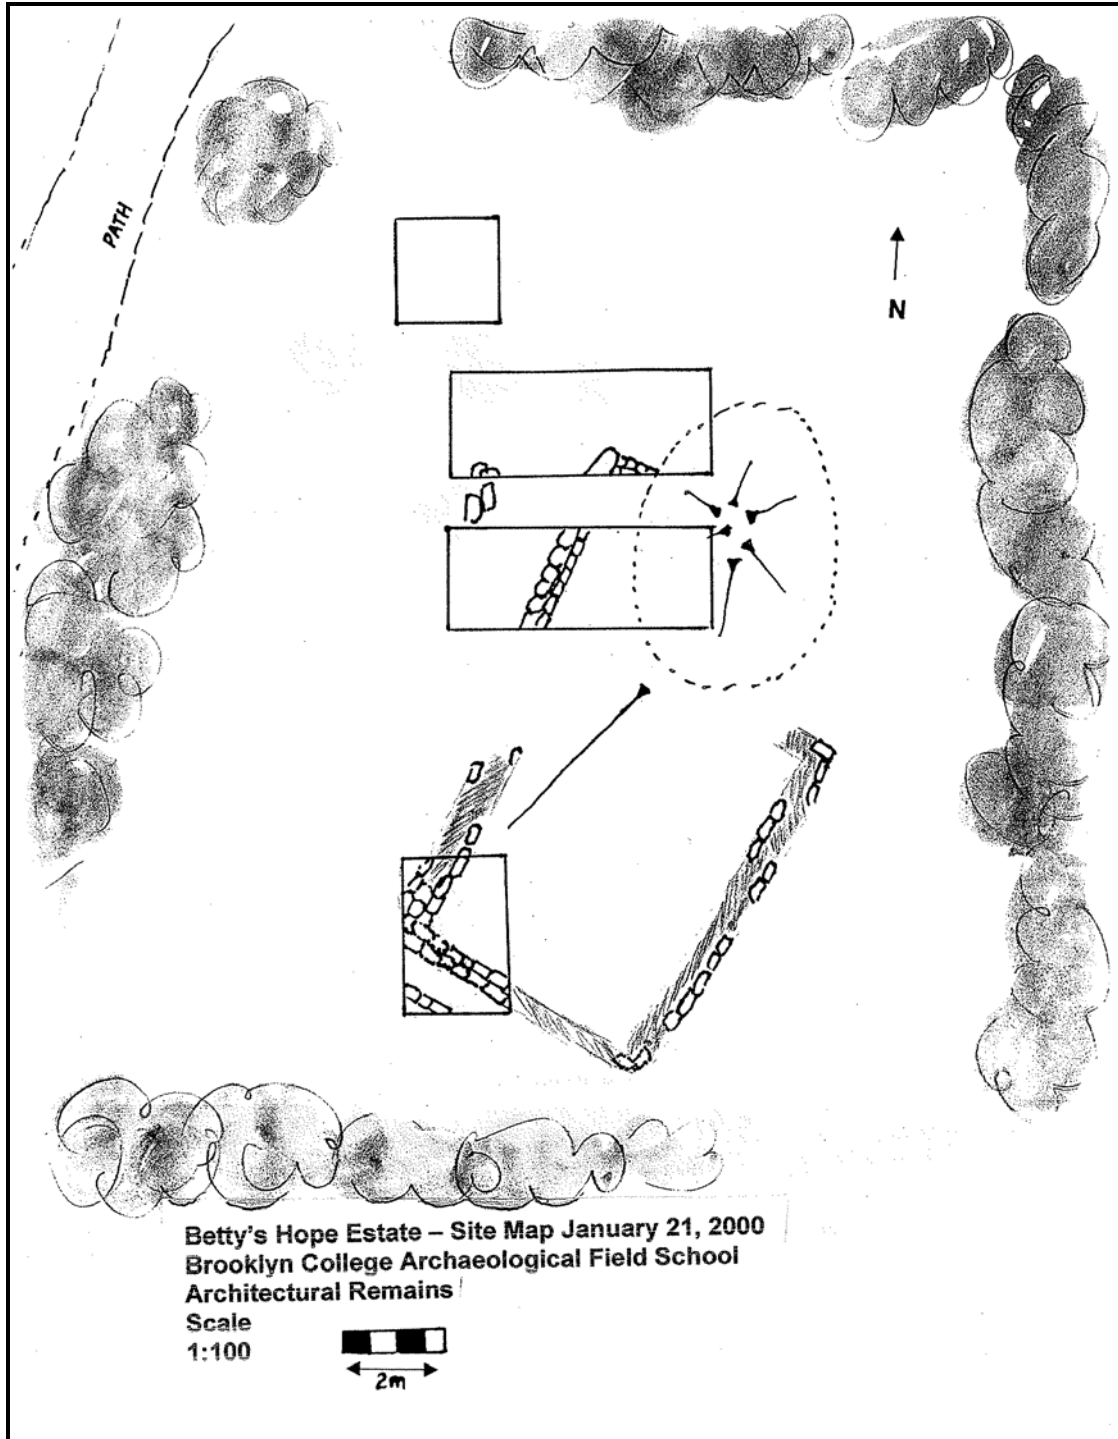 PATH
N
Betty's Hope Estate – Site Map January 21, 2000
Brooklyn College Archaeological Field School
Architectural Remains
Scale
1:100
2m